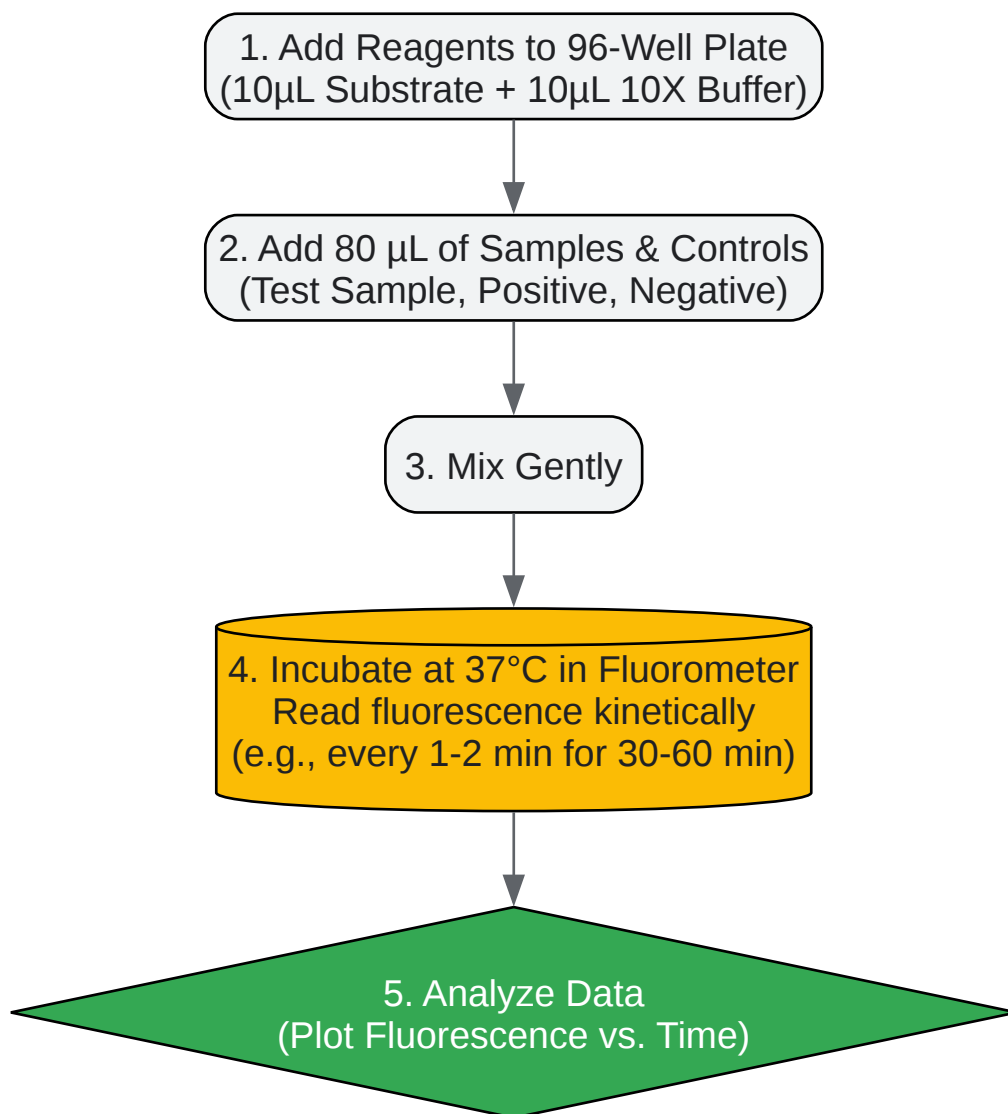 1. Add Reagents to 96-Well Plate
(10µL Substrate + 10µL 10X Buffer)
2. Add 80 µL of Samples & Controls
(Test Sample, Positive, Negative)
3. Mix Gently
4. Incubate at 37°C in Fluorometer
Read fluorescence kinetically
(e.g., every 1-2 min for 30-60 min)
5. Analyze Data
(Plot Fluorescence vs. Time)